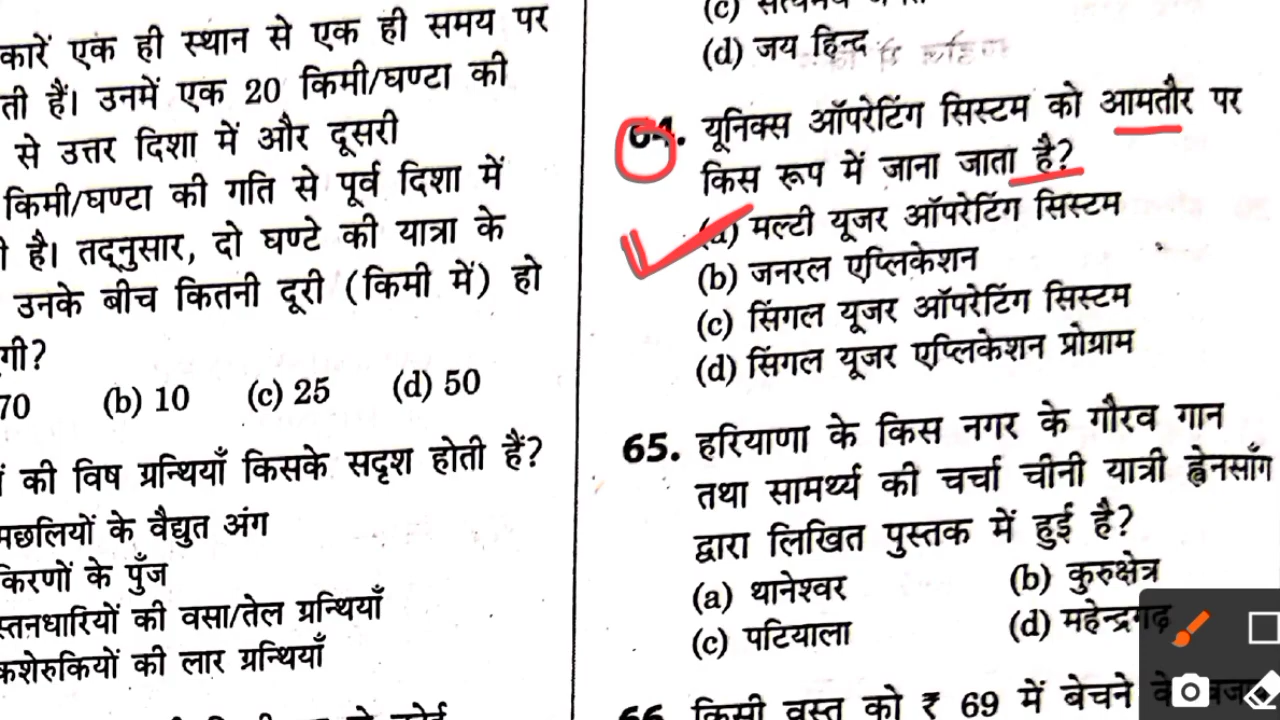 कारें एक ही स्थान से एक ही समय पर
ती हैं। उनमें एक 20 किमी/घण्टा की
से उत्तर दिशा में और दूसरी
किमी/घण्टा की गति से पूर्व दिशा में
है। तद्नुसार, दो घण्टे की यात्रा के
उनके बीच कितनी दूरी (किमी में) हो
गी?
70 (b) 10 (c) 25 (d) 50
की विष ग्रन्थियाँ किसके सदृश होती हैं?
मछलियों के वैद्युत अंग
किरणों के पुँज
स्तनधारियों की वसा/तेल ग्रन्थियाँ
कशेरुकियों की लार ग्रन्थियाँ
(c)
(d) जय हिन्द
64. यूनिक्स ऑपरेटिंग सिस्टम को आमतौर पर
किस रूप में जाना जाता है?
(a) मल्टी यूजर ऑपरेटिंग सिस्टम
(b) जनरल एप्लिकेशन
(c) सिंगल यूजर ऑपरेटिंग सिस्टम
(d) सिंगल यूजर एप्लिकेशन प्रोग्राम
65. हरियाणा के किस नगर के गौरव गान
तथा सामर्थ्य की चर्चा चीनी यात्री ह्वेनसाँग
द्वारा लिखित पुस्तक में हुई है?
(a) थानेश्वर (b) कुरुक्षेत्र
(c) पटियाला (d) महेन्द्रगढ़
66. किसी वस्तु को ₹ 69 में बेचने के